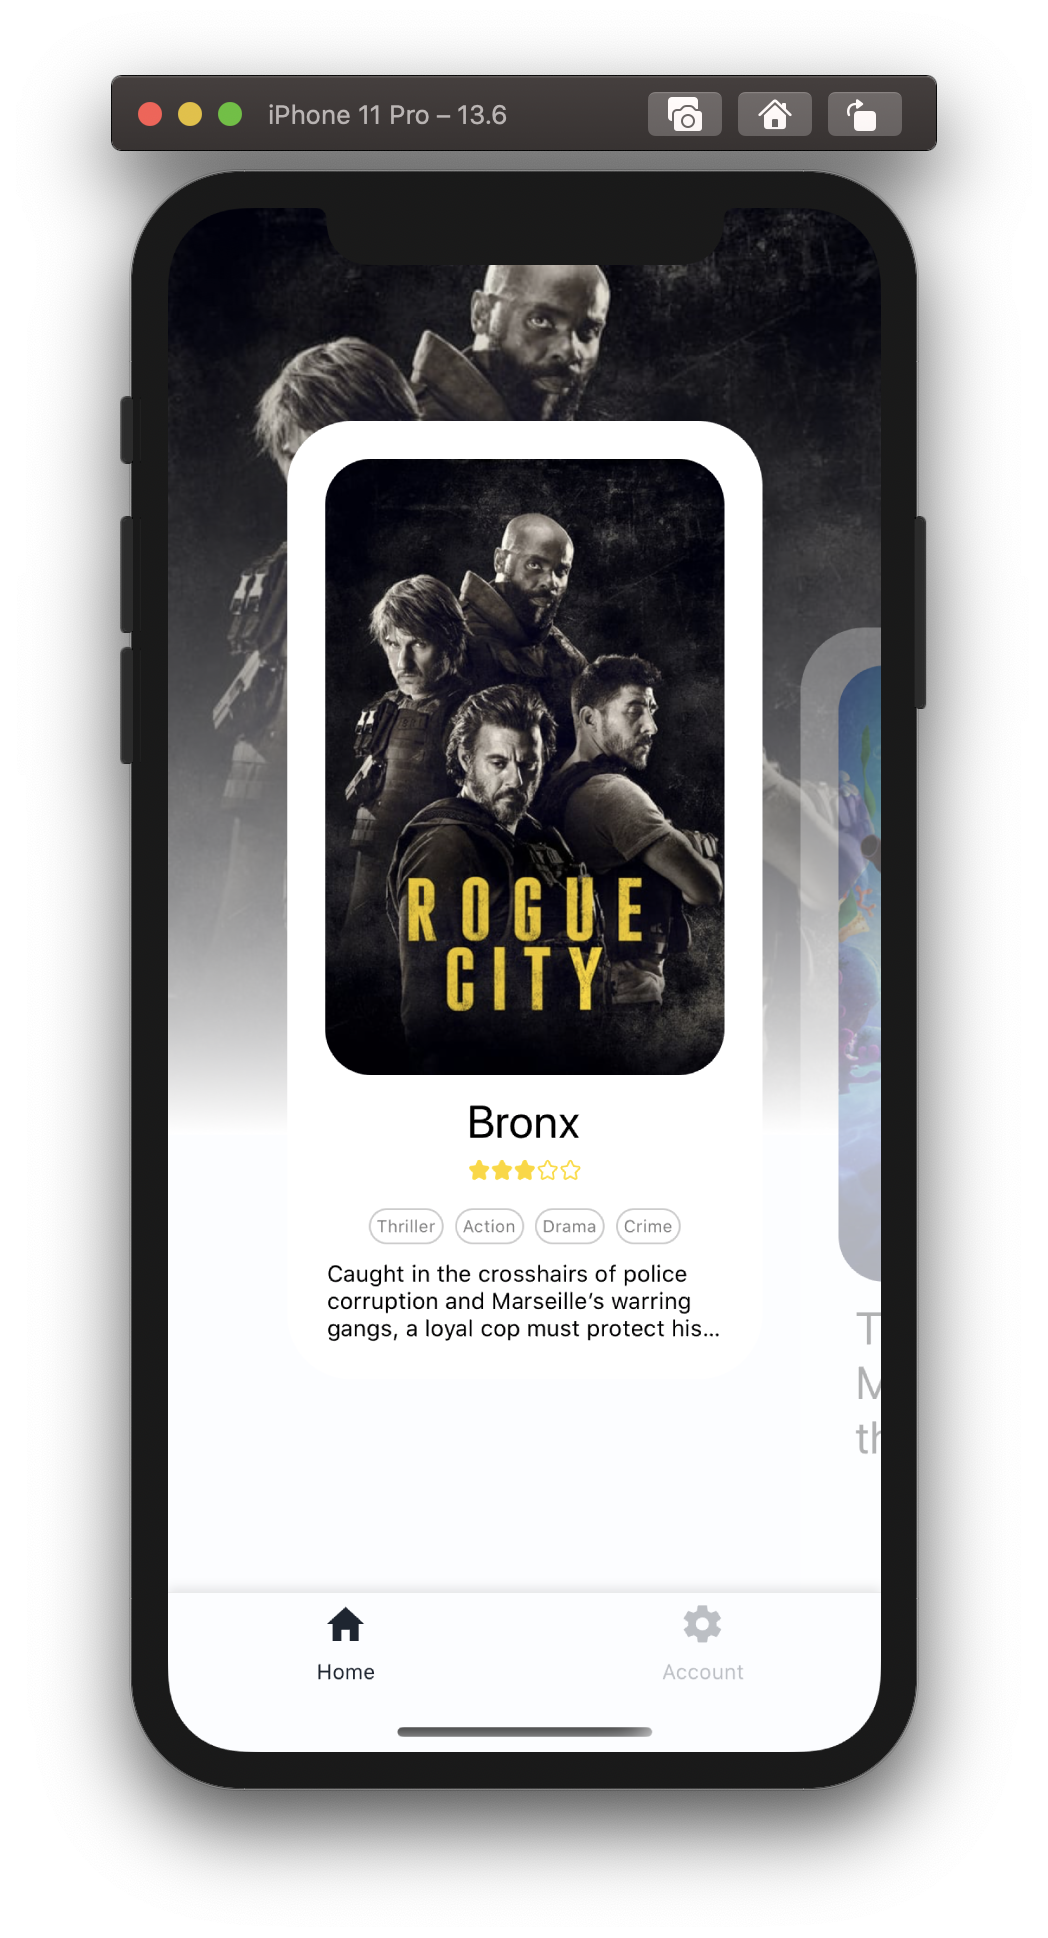 iPhone 11 Pro – 13.6
ROGUE
CITY
Bronx
Thriller Action Drama Crime
Caught in the crosshairs of police
corruption and Marseille’s warring
gangs, a loyal cop must protect his...
T
M
th
Home Account